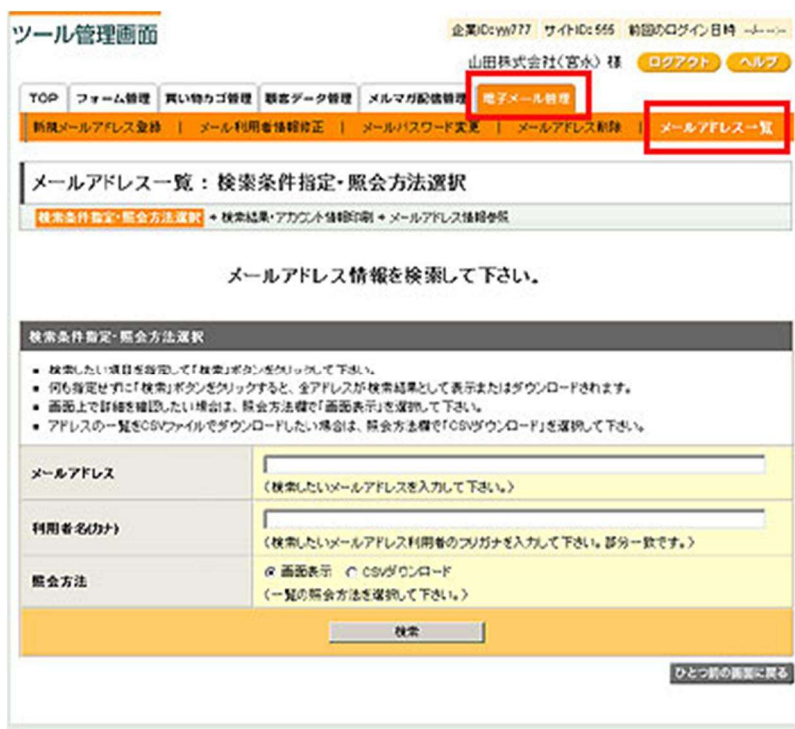 ツール管理画面
企業ID:yyy777 サイトID:555 前回のログイン日時 --/-- --:--
山田株式会社(宮永) 様 ログアウト ヘルプ
TOP フォーム管理 買い物カゴ管理 顧客データ管理 メルマガ配信管理 電子メール管理
新規メールアドレス登録 | メール利用者情報修正 | メールパスワード変更 | メールアドレス削除 | メールアドレス一覧
メールアドレス一覧:検索条件指定・照会方法選択
検索条件指定・照会方法選択 → 検索結果・アカウント情報印刷 → メールアドレス情報参照
メールアドレス情報を検索して下さい。
検索条件指定・照会方法選択
■ 検索したい項目を指定して「検索」ボタンをクリックして下さい。
■ 何も指定せずに「検索」ボタンをクリックすると、全アドレスが検索結果として表示またはダウンロードされます。
■ 画面上で詳細を確認したい場合は、照会方法欄で「画面表示」を選択して下さい。
■ アドレスの一覧をCSVファイルでダウンロードしたい場合は、照会方法欄で「CSVダウンロード」を選択して下さい。
メールアドレス
(検索したいメールアドレスを入力して下さい。)
利用者名(カナ)
(検索したいメールアドレス利用者のフリガナを入力して下さい。部分一致です。)
照会方法
画面表示 CSVダウンロード
(一覧の照会方法を選択して下さい。)
検索
ひとつ前の画面に戻る